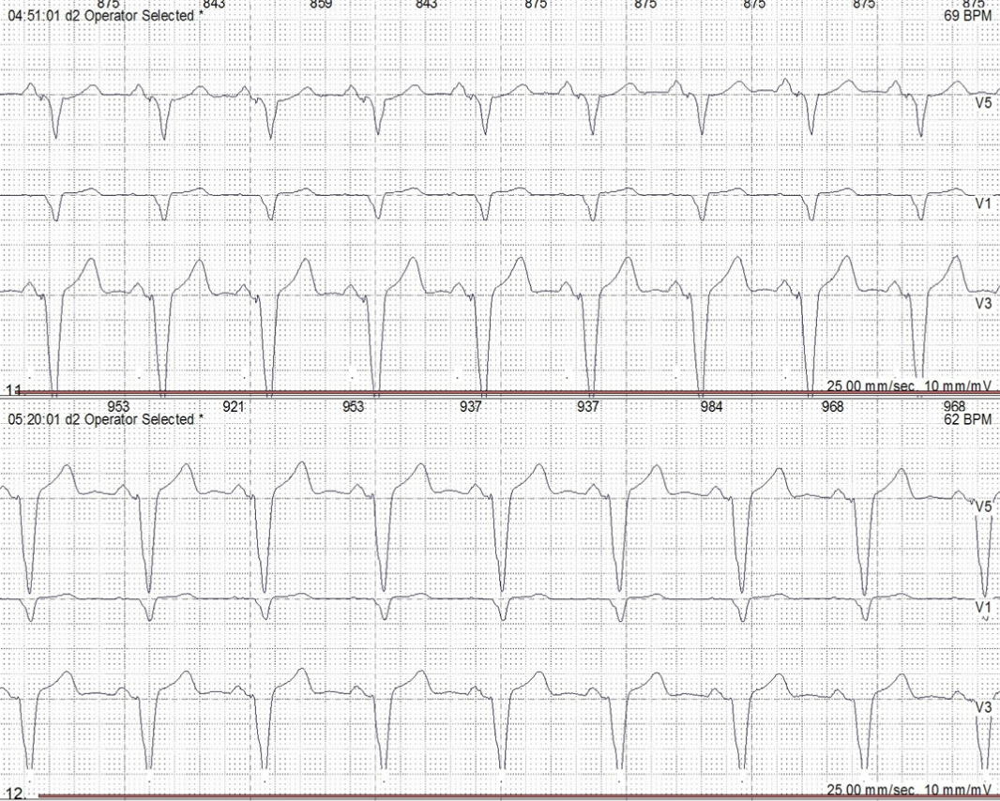 875 843 859 843 875 875 875 875 875
04:51:01 d2 Operator Selected * 69 BPM
V5
V1
V3
11. 25.00 mm/sec 10 mm/mV
953 921 953 937 937 984 968 968
05:20:01 d2 Operator Selected * 62 BPM
V5
V1
V3
12. 25.00 mm/sec 10 mm/mV